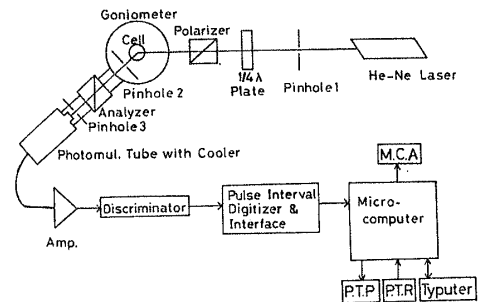 Goniometer
Cell
Polarizer
1/4 λ
Plate
Pinhole 1
He-Ne Laser
Pinhole 2
Analyzer
Pinhole 3
Photomul. Tube with Cooler
Amp.
Discriminator
Pulse Interval
Digitizer &
Interface
Micro-
computer
M.C.A
P.T.P
P.T.R
Typuter